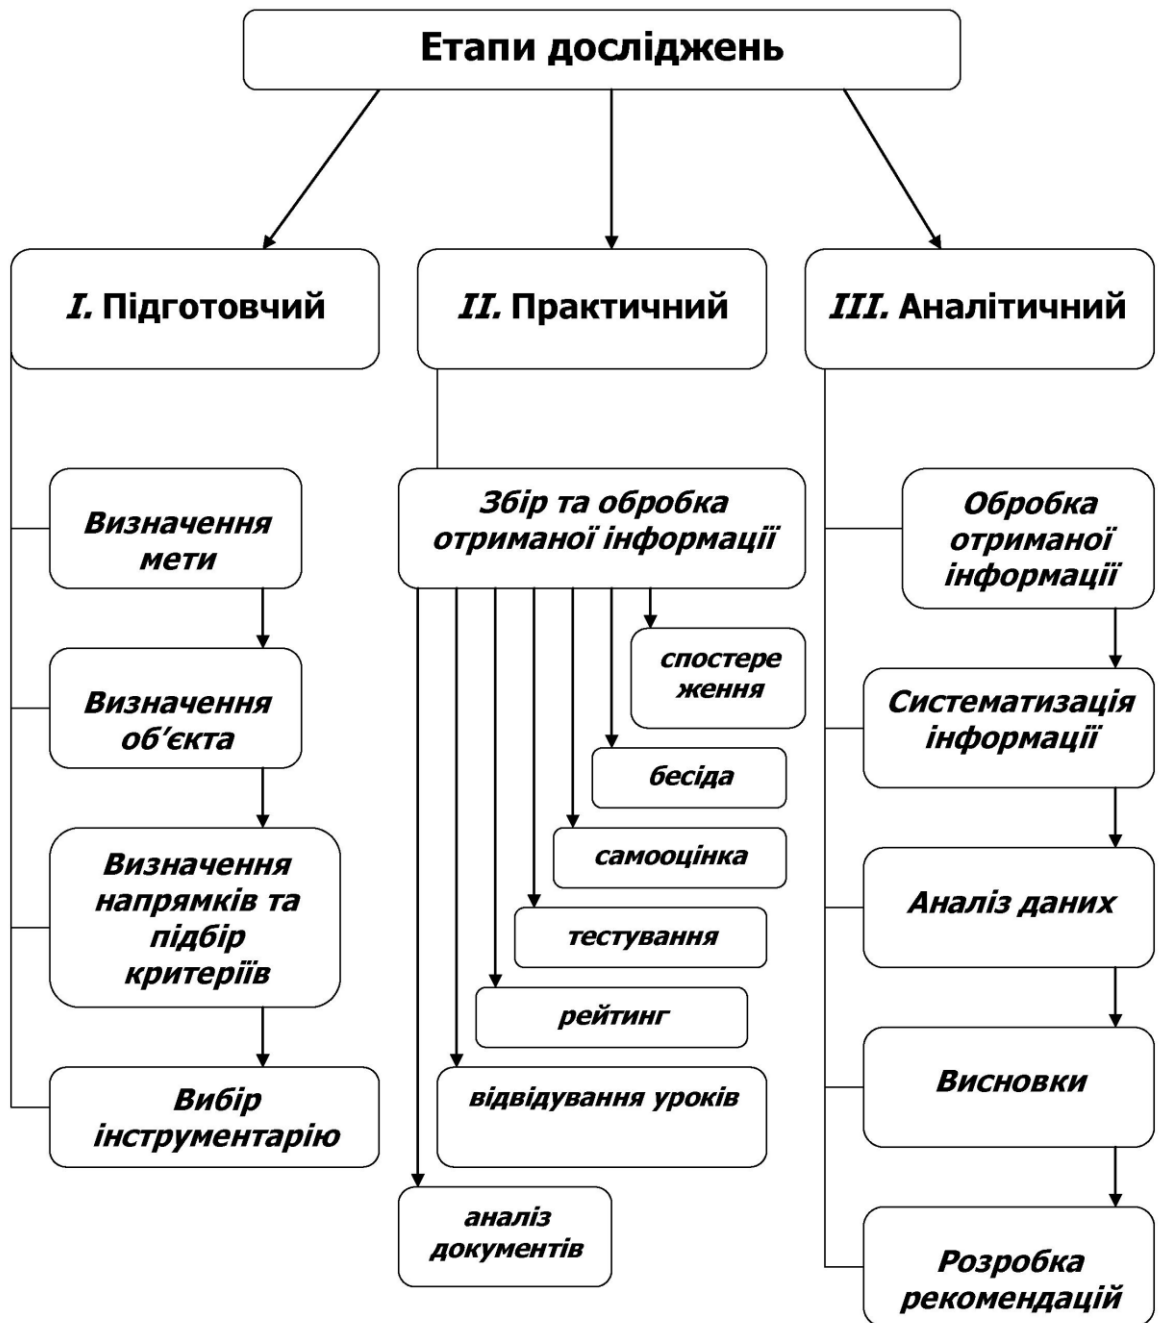 Етапи досліджень
I. Підготовчий
II. Практичний
III. Аналітичний
Визначення
мети
Визначення
об’єкта
Визначення
напрямків та
підбір
критеріїв
Вибір
інструментарію
Збір та обробка
отриманої інформації
спостере
ження
бесіда
самооцінка
тестування
рейтинг
відвідування уроків
аналіз
документів
Обробка
отриманої
інформації
Систематизація
інформації
Аналіз даних
Висновки
Розробка
рекомендацій